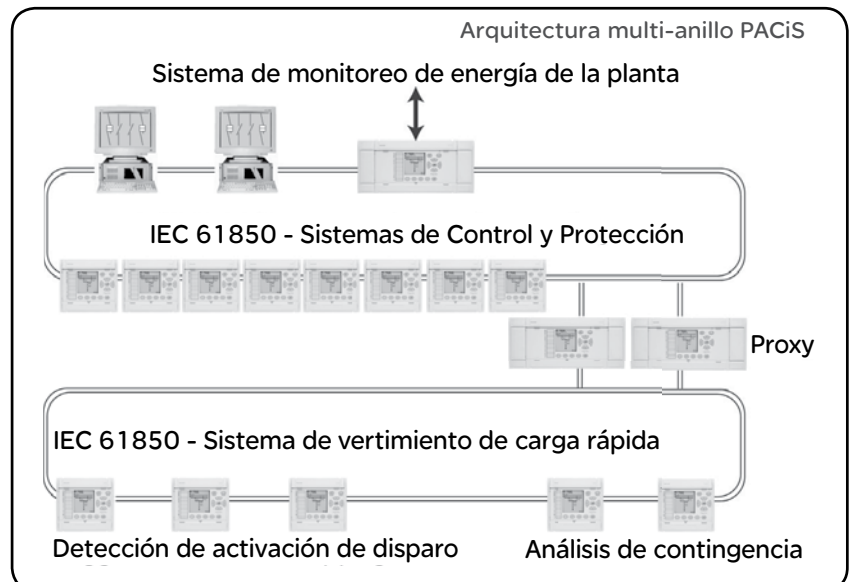 Arquitectura multi-anillo PACiS
Sistema de monitoreo de energía de la planta
IEC 61850 - Sistemas de Control y Protección
Proxy
IEC 61850 - Sistema de vertimiento de carga rápida
Detección de activación de disparo
Análisis de contingencia